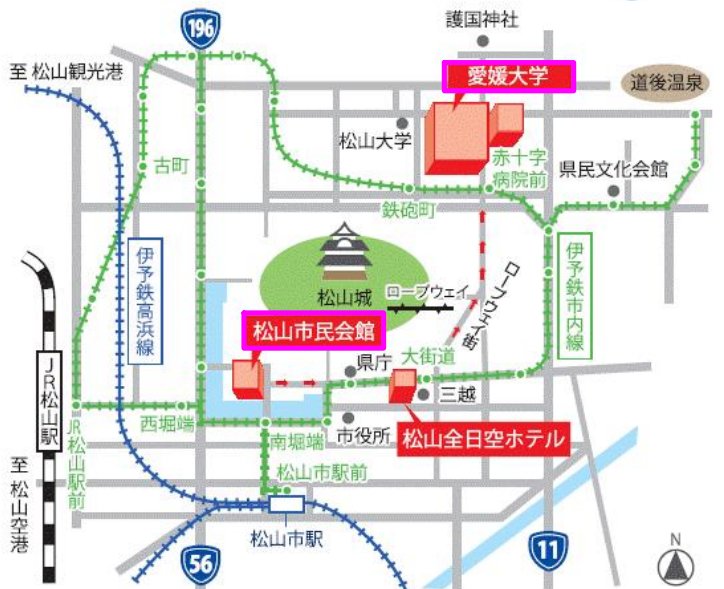 196
護国神社
至 松山観光港
愛媛大学
道後温泉
松山大学
古町
赤十字
病院前
県民文化会館
鉄砲町
伊予鉄高浜線
伊予鉄市内線
松山城
ロープウェイ
ロープウェイ街
松山市民会館
県庁
大街道
三越
JR松山駅
JR松山駅前
西堀端
南堀端
市役所
松山全日空ホテル
至 松山空港
松山市駅前
松山市駅
56
11
N